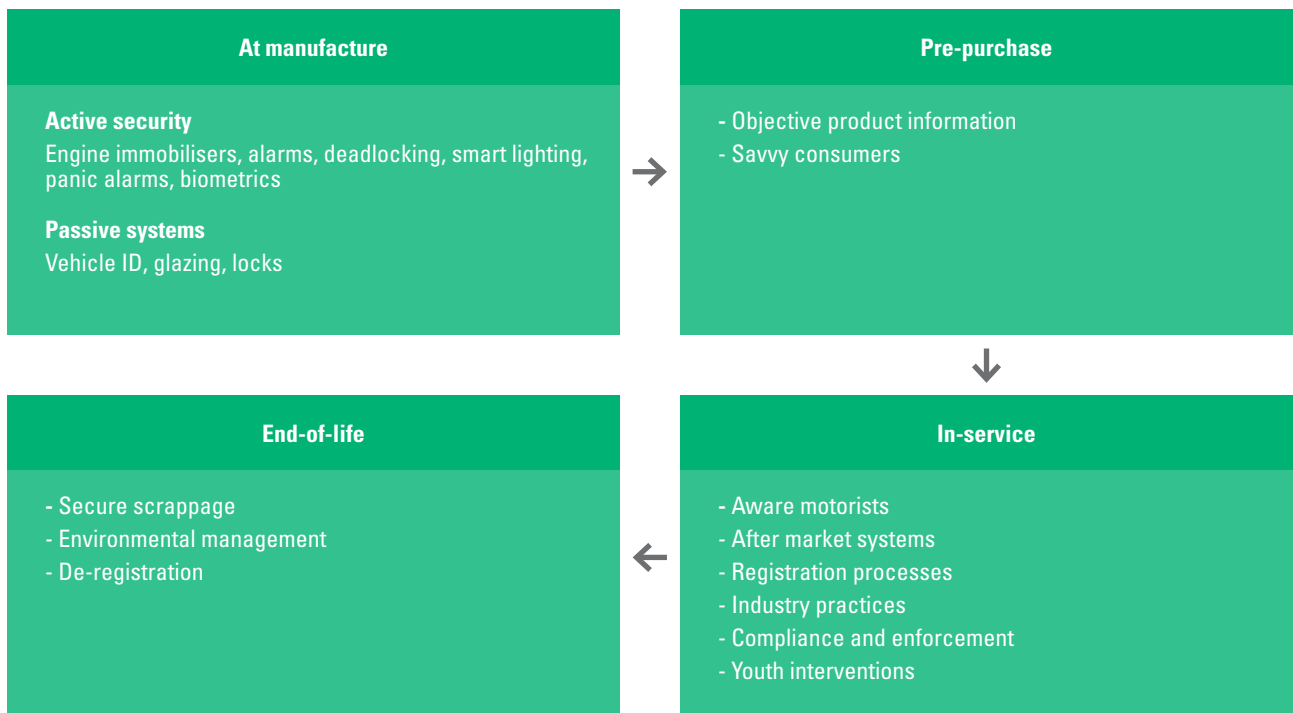 At manufacture
Active security
Engine immobilisers, alarms, deadlocking, smart lighting,
panic alarms, biometrics
Passive systems
Vehicle ID, glazing, locks
Pre-purchase
- Objective product information
- Savvy consumers
In-service
- Aware motorists
- After market systems
- Registration processes
- Industry practices
- Compliance and enforcement
- Youth interventions
End-of-life
- Secure scrappage
- Environmental management
- De-registration